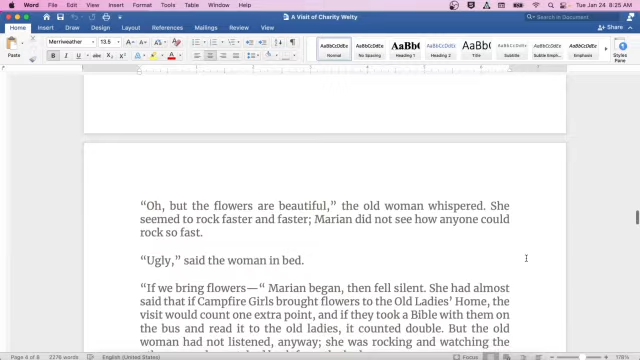 Word File Edit View Insert Format Tools Table Window Help
Tue Jan 24 8:25 AM
A Visit of Charity Welty
Search in Document
Home Insert Draw Design Layout References Mailings Review View
Share
Merriweather 13.5
Paste
AaBbCcDdEe AaBbCcDdEe AaBbC AaBbCcDdE Title AaBbCcDdEe AaBbCcDdEe
Normal No Spacing Heading 1 Heading 2 Title Subtle Emph... Emphasis
Styles
Pane
“Oh, but the flowers are beautiful,” the old woman whispered. She
seemed to rock faster and faster; Marian did not see how anyone could
rock so fast.
“Ugly,” said the woman in bed.
“If we bring flowers—“ Marian began, then fell silent. She had almost
said that if Campfire Girls brought flowers to the Old Ladies’ Home, the
visit would count one extra point, and if they took a Bible with them on
the bus and read it to the old ladies, it counted double. But the old
woman had not listened, anyway; she was rocking and watching the
Page 4 of 6 2276 words English (United States)
178%